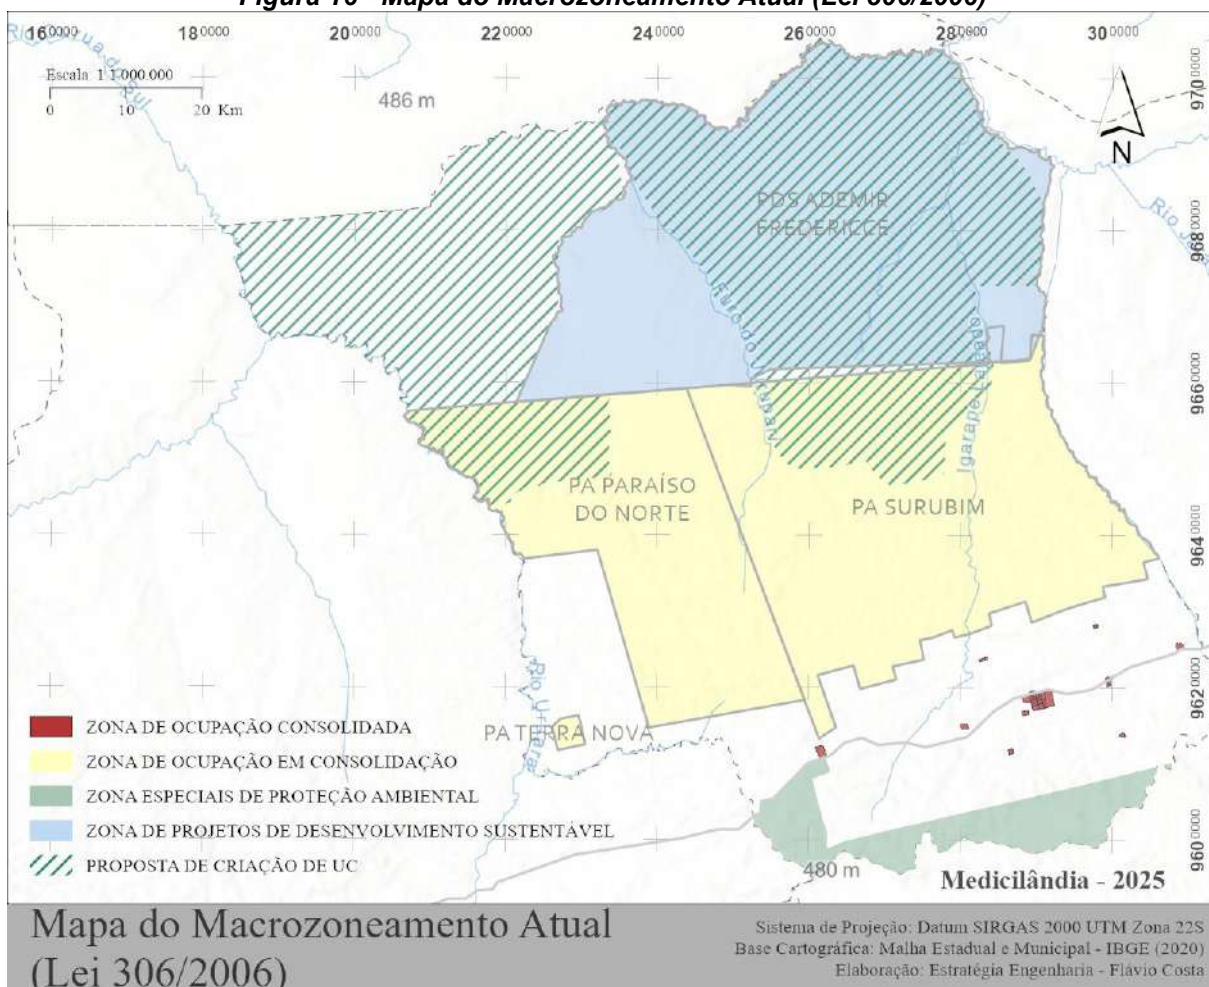 Figura 10 - Mapa do Macrozoneamento Atual (Lei 306/2006)
160000 180000 200000 220000 240000 260000 280000 300000
Escala 1 1.000.000
0 10 20 Km
486 m
N
9700000
9680000
9660000
9640000
9620000
9600000
PDS ADEMIR
FREDERICCE
PA PARAÍSO
DO NORTE
PA SURUBIM
PA TERRA NOVA
480 m
ZONA DE OCUPAÇÃO CONSOLIDADA
ZONA DE OCUPAÇÃO EM CONSOLIDAÇÃO
ZONA ESPECIAIS DE PROTEÇÃO AMBIENTAL
ZONA DE PROJETOS DE DESENVOLVIMENTO SUSTENTÁVEL
PROPOSTA DE CRIAÇÃO DE UC
Medicilândia - 2025
Mapa do Macrozoneamento Atual
(Lei 306/2006)
Sistema de Projeção: Datum SIRGAS 2000 UTM Zona 22S
Base Cartográfica: Malha Estadual e Municipal - IBGE (2020)
Elaboração: Estratégia Engenharia - Flávio Costa